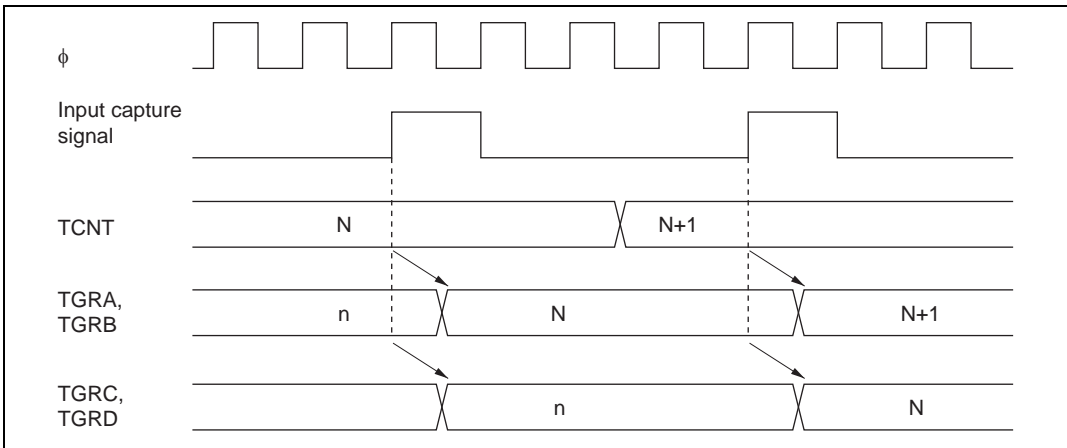 ϕ
Input capture
signal
TCNT
N
N+1
TGRA,
TGRB
n
N
N+1
TGRC,
TGRD
n
N